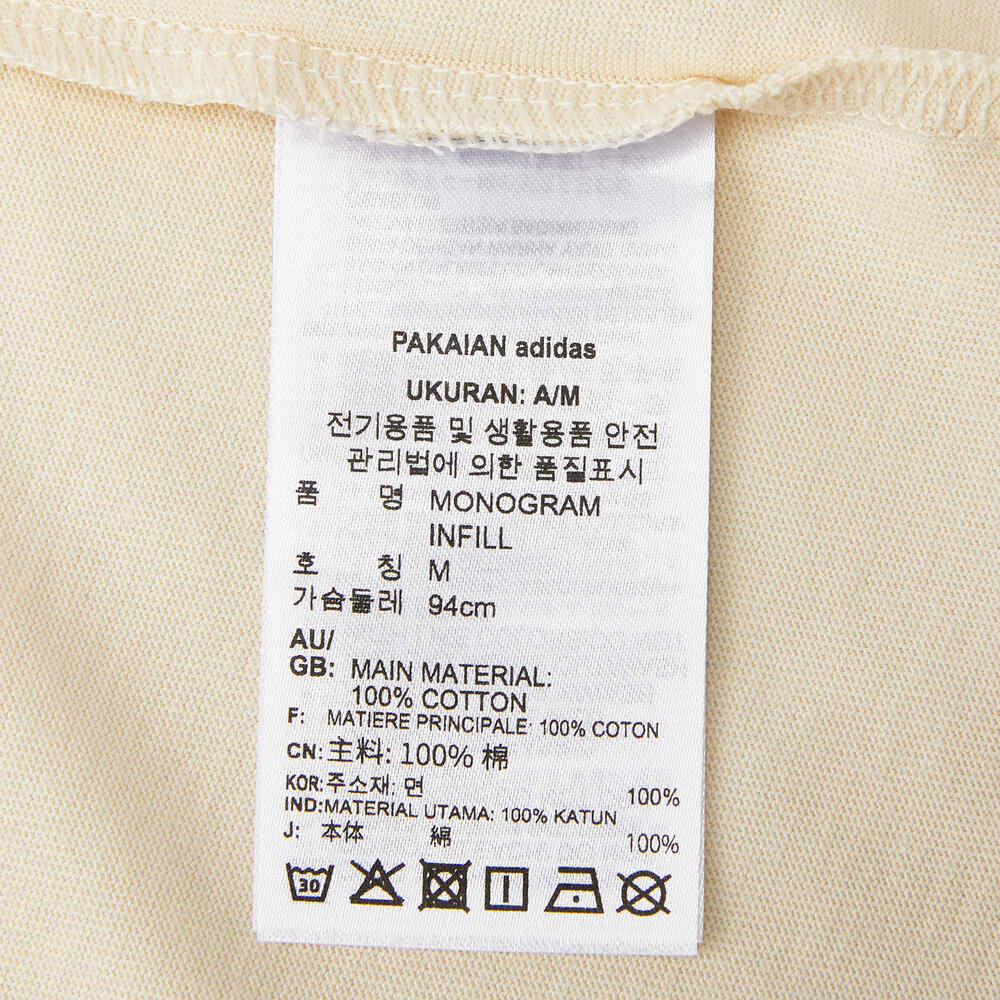 PAKAIAN adidas
UKURAN: A/M
전기용품 및 생활용품 안전
관리법에 의한 품질표시
품 명 MONOGRAM
INFILL
호 칭 M
가슴둘레 94cm
AU/
GB: MAIN MATERIAL:
100% COTTON
F: MATIERE PRINCIPALE: 100% COTON
CN: 主料: 100% 棉
KOR: 주소재: 면 100%
IND: MATERIAL UTAMA: 100% KATUN
J: 本体 綿 100%
30